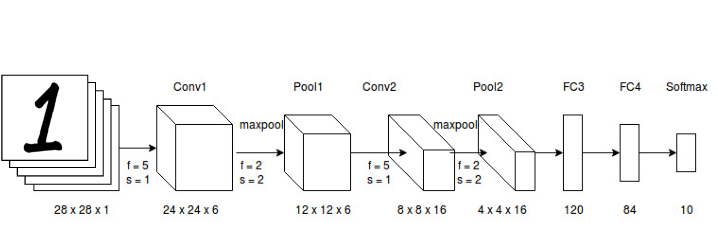 Conv1 Pool1 Conv2 Pool2 FC3 FC4 Softmax
1
maxpool maxpool
f = 5 f = 2 f = 5 f = 2
s = 1 s = 2 s = 1 s = 2
28 x 28 x 1 24 x 24 x 6 12 x 12 x 6 8 x 8 x 16 4 x 4 x 16 120 84 10